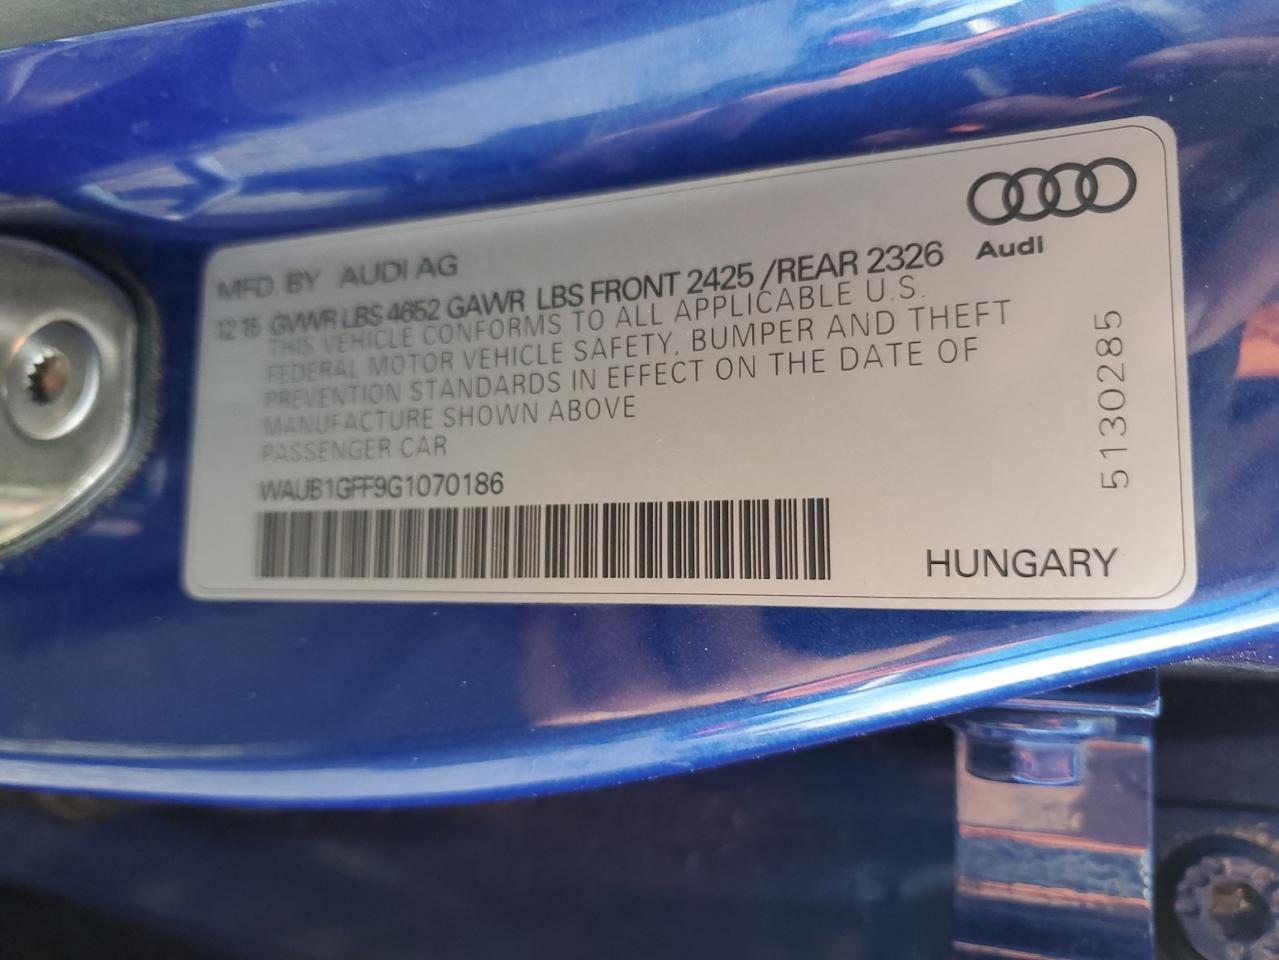 MFD. BY AUDI AG
12 15 GVWR LBS 4652 GAWR LBS FRONT 2425 /REAR 2326
THIS VEHICLE CONFORMS TO ALL APPLICABLE U.S.
FEDERAL MOTOR VEHICLE SAFETY, BUMPER AND THEFT
PREVENTION STANDARDS IN EFFECT ON THE DATE OF
MANUFACTURE SHOWN ABOVE
PASSENGER CAR
WAUB1GFF9G1070186
Audi
5130285
HUNGARY